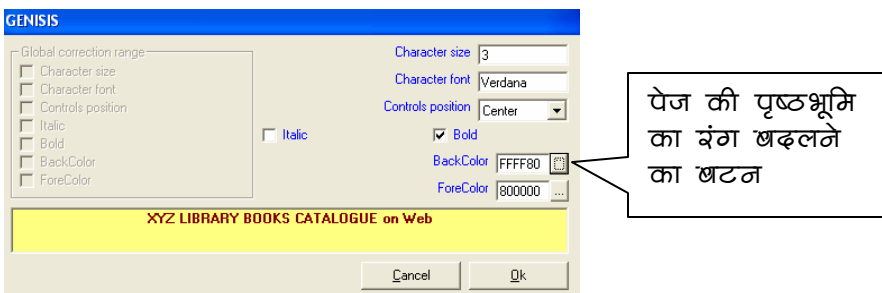 GENISIS
Global correction range
Character size
Character font
Controls position
Italic
Bold
BackColor
ForeColor
Character size 3
Character font Verdana
Controls position Center
Italic Bold
BackColor FFFF80
ForeColor 800000 ...
XYZ LIBRARY BOOKS CATALOGUE on Web
Cancel Ok
पेज की पृष्ठभूमि
का रंग बदलने
का बटन